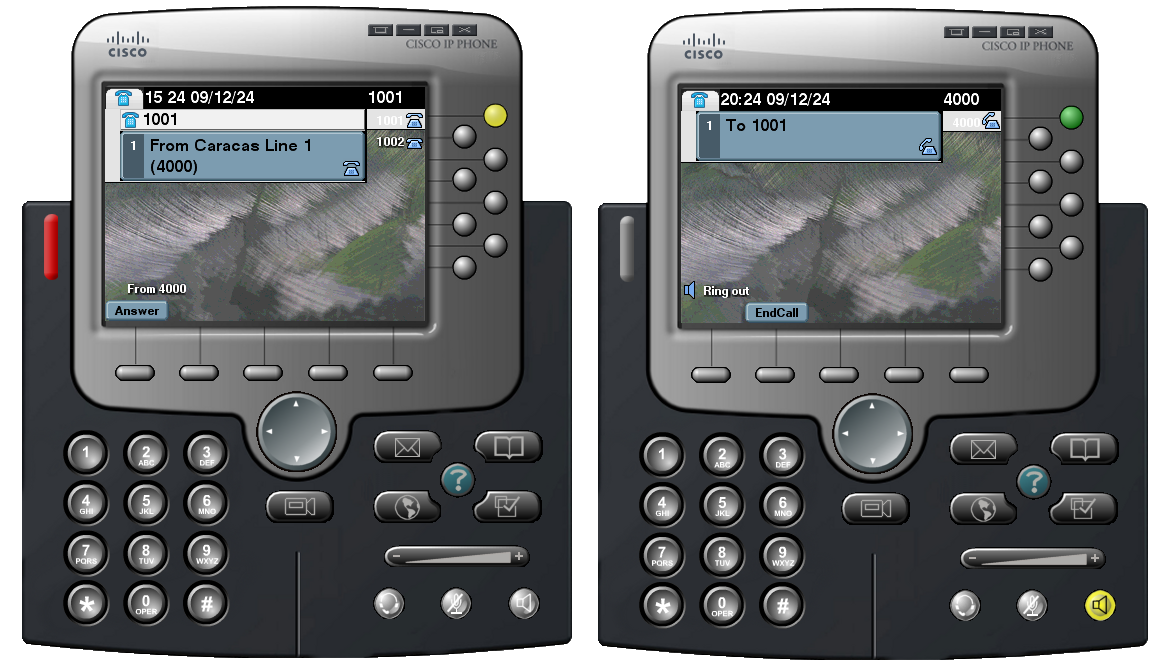 CISCO
CISCO IP PHONE
15 24 09/12/24 1001
1001 1001
1 From Caracas Line 1 1002
(4000)
From 4000
Answer
1
2 ABC
3 DEF
4 GHI
5 JKL
6 MNO
7 PQRS
8 TUV
9 WXYZ
*
0 OPER
#
?
- +
CISCO
CISCO IP PHONE
20:24 09/12/24 4000
1 To 1001 4000
Ring out
EndCall
1
2 ABC
3 DEF
4 GHI
5 JKL
6 MNO
7 PQRS
8 TUV
9 WXYZ
*
0 OPER
#
?
- +